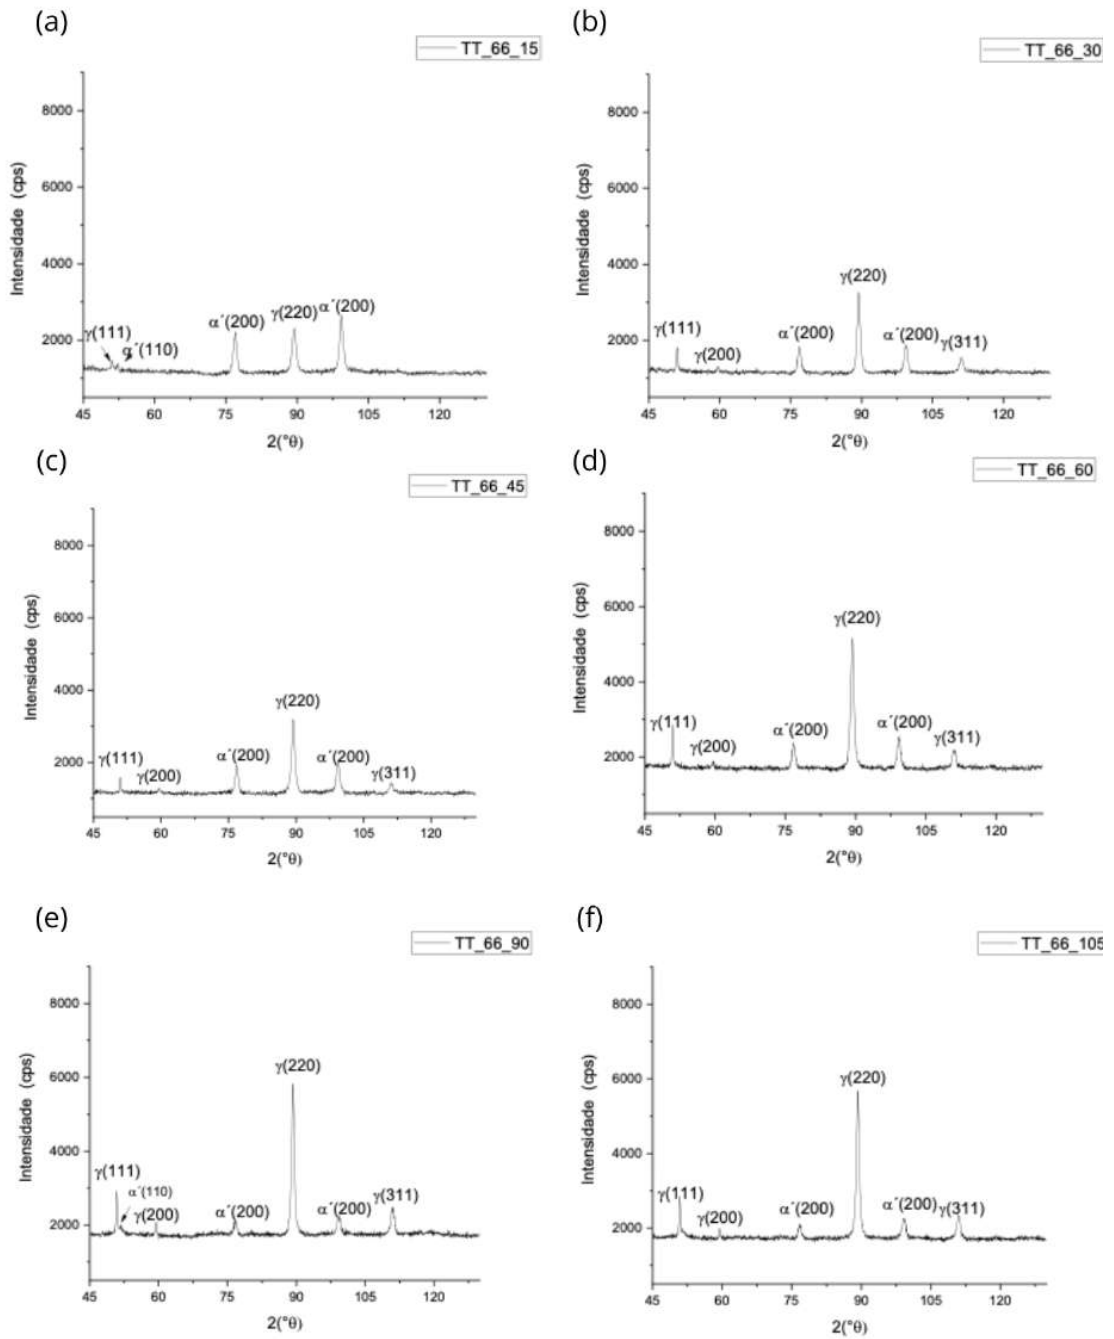 (a)
TT_66_15
8000
6000
4000
2000
Intensidade (cps)
γ(111)
α´(110)
α´(200)
γ(220)
α´(200)
45 60 75 90 105 120
2(°θ)
(b)
TT_66_30
8000
6000
4000
2000
Intensidade (cps)
γ(111)
γ(200)
α´(200)
γ(220)
α´(200)
γ(311)
45 60 75 90 105 120
2(°θ)
(c)
TT_66_45
8000
6000
4000
2000
Intensidade (cps)
γ(111)
γ(200)
α´(200)
γ(220)
α´(200)
γ(311)
45 60 75 90 105 120
2(°θ)
(d)
TT_66_60
8000
6000
4000
2000
Intensidade (cps)
γ(111)
γ(200)
α´(200)
γ(220)
α´(200)
γ(311)
45 60 75 90 105 120
2(°θ)
(e)
TT_66_90
8000
6000
4000
2000
Intensidade (cps)
γ(111)
α´(110)
γ(200)
α´(200)
γ(220)
α´(200)
γ(311)
45 60 75 90 105 120
2(°θ)
(f)
TT_66_105
8000
6000
4000
2000
Intensidade (cps)
γ(111)
γ(200)
α´(200)
γ(220)
α´(200)
γ(311)
45 60 75 90 105 120
2(°θ)